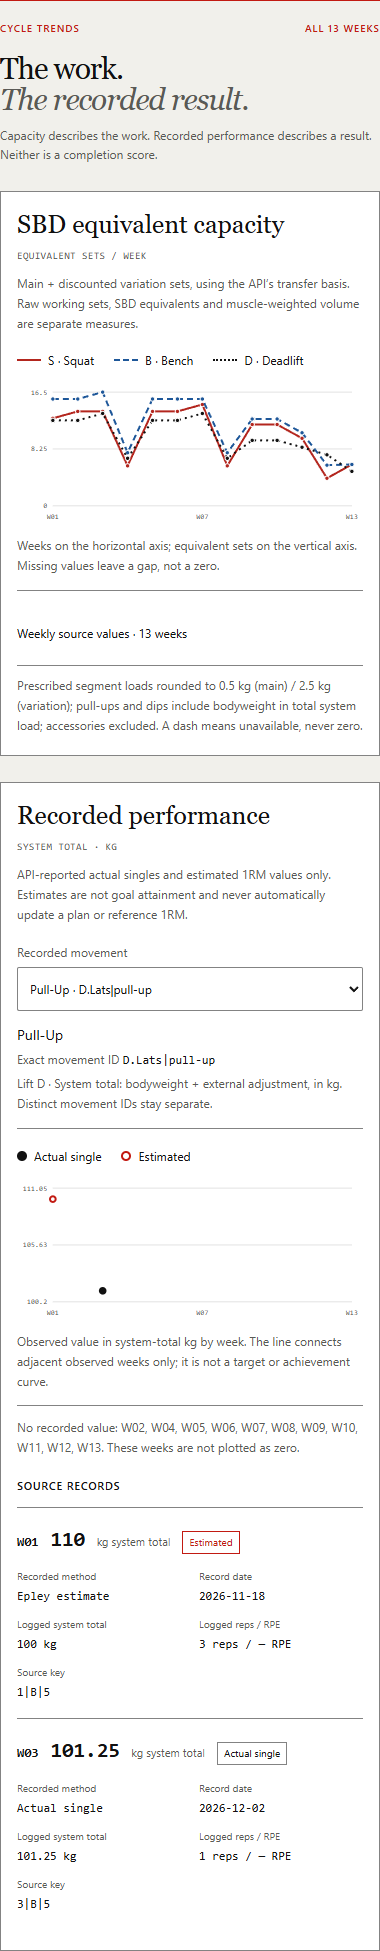 CYCLE TRENDS
ALL 13 WEEKS
The work.
The recorded result.
Capacity describes the work. Recorded performance describes a result.
Neither is a completion score.
SBD equivalent capacity
EQUIVALENT SETS / WEEK
Main + discounted variation sets, using the API's transfer basis.
Raw working sets, SBD equivalents and muscle-weighted volume
are separate measures.
S · Squat
B · Bench
D · Deadlift
16.5
8.25
0
W01
W07
W13
Weeks on the horizontal axis; equivalent sets on the vertical axis.
Missing values leave a gap, not a zero.
Weekly source values · 13 weeks
Prescribed segment loads rounded to 0.5 kg (main) / 2.5 kg
(variation); pull-ups and dips include bodyweight in total system
load; accessories excluded. A dash means unavailable, never zero.
Recorded performance
SYSTEM TOTAL · KG
API-reported actual singles and estimated 1RM values only.
Estimates are not goal attainment and never automatically
update a plan or reference 1RM.
Recorded movement
Pull-Up · D.Lats|pull-up
Pull-Up
Exact movement ID D.Lats|pull-up
Lift D · System total: bodyweight + external adjustment, in kg.
Distinct movement IDs stay separate.
Actual single
Estimated
111.05
105.63
100.2
W01
W07
W13
Observed value in system-total kg by week. The line connects
adjacent observed weeks only; it is not a target or achievement
curve.
No recorded value: W02, W04, W05, W06, W07, W08, W09, W10,
W11, W12, W13. These weeks are not plotted as zero.
SOURCE RECORDS
W01 110 kg system total Estimated
Recorded method
Record date
Epley estimate
2026-11-18
Logged system total
Logged reps / RPE
100 kg
3 reps / — RPE
Source key
1|B|5
W03 101.25 kg system total Actual single
Recorded method
Record date
Actual single
2026-12-02
Logged system total
Logged reps / RPE
101.25 kg
1 reps / — RPE
Source key
3|B|5